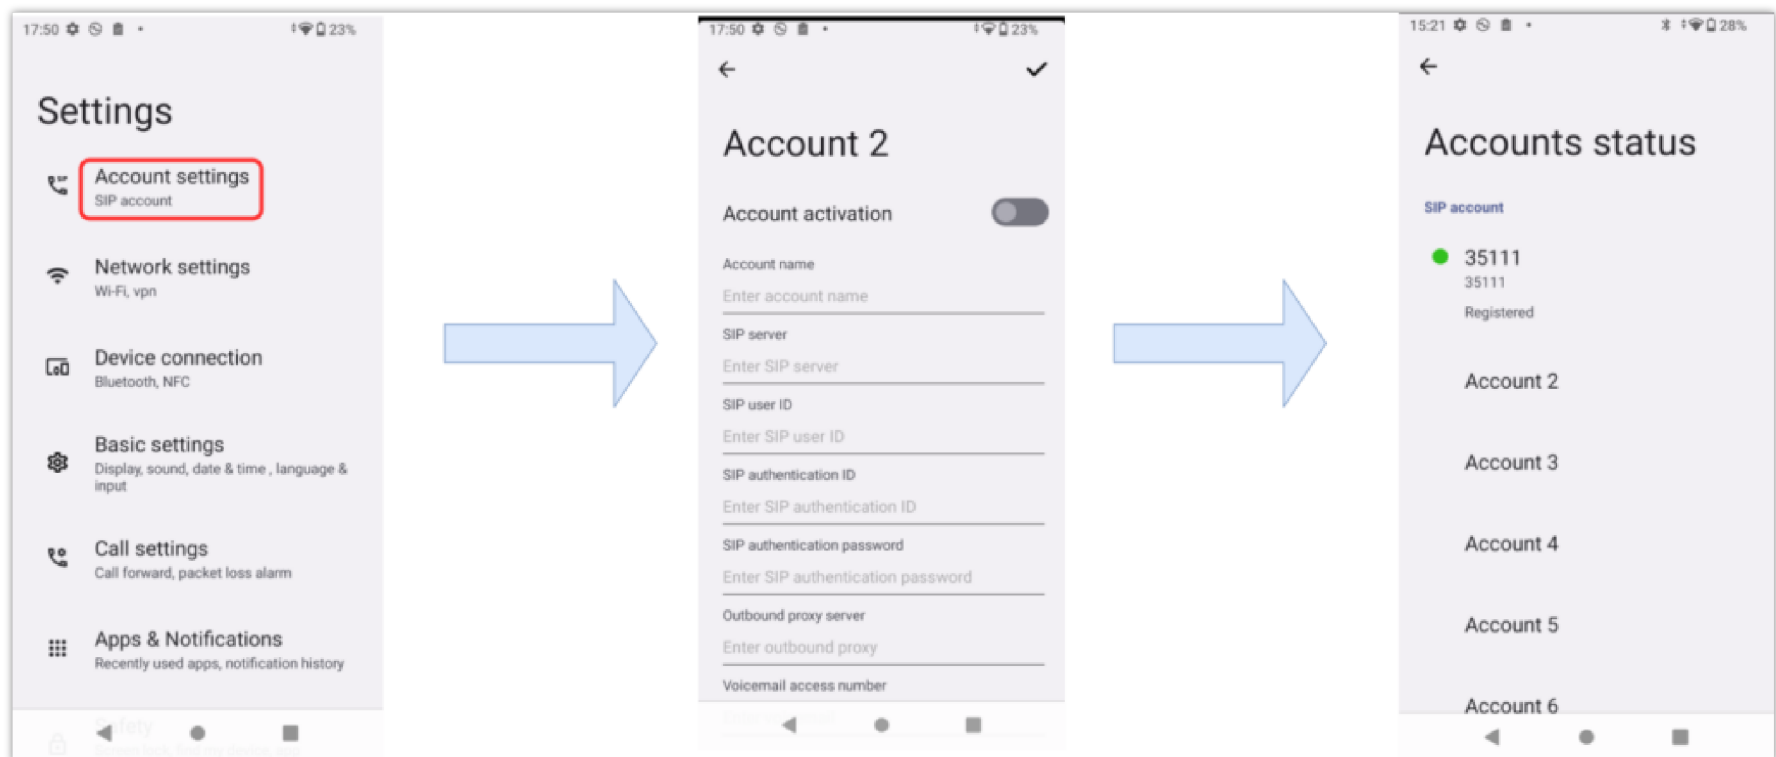 17:50 23%
Settings
Account settings
SIP account
Network settings
Wi-Fi, vpn
Device connection
Bluetooth, NFC
Basic settings
Display, sound, date & time , language &
input
Call settings
Call forward, packet loss alarm
Apps & Notifications
Recently used apps, notification history
Safety
17:50 23%
Account 2
Account activation
Account name
Enter account name
SIP server
Enter SIP server
SIP user ID
Enter SIP user ID
SIP authentication ID
Enter SIP authentication ID
SIP authentication password
Enter SIP authentication password
Outbound proxy server
Enter outbound proxy
Voicemail access number
15:21 28%
Accounts status
SIP account
35111
35111
Registered
Account 2
Account 3
Account 4
Account 5
Account 6